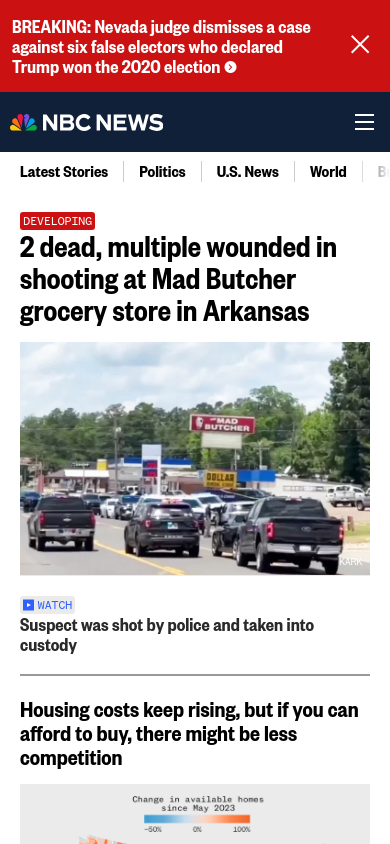 BREAKING: Nevada judge dismisses a case
against six false electors who declared
Trump won the 2020 election
NBC NEWS
Latest Stories
Politics
U.S. News
World
DEVELOPING
2 dead, multiple wounded in
shooting at Mad Butcher
grocery store in Arkansas
THE MAD
BUTCHER
DOLLAR
KARK
WATCH
Suspect was shot by police and taken into
custody
Housing costs keep rising, but if you can
afford to buy, there might be less
competition
Change in available homes
since May 2023
-50%
0%
100%